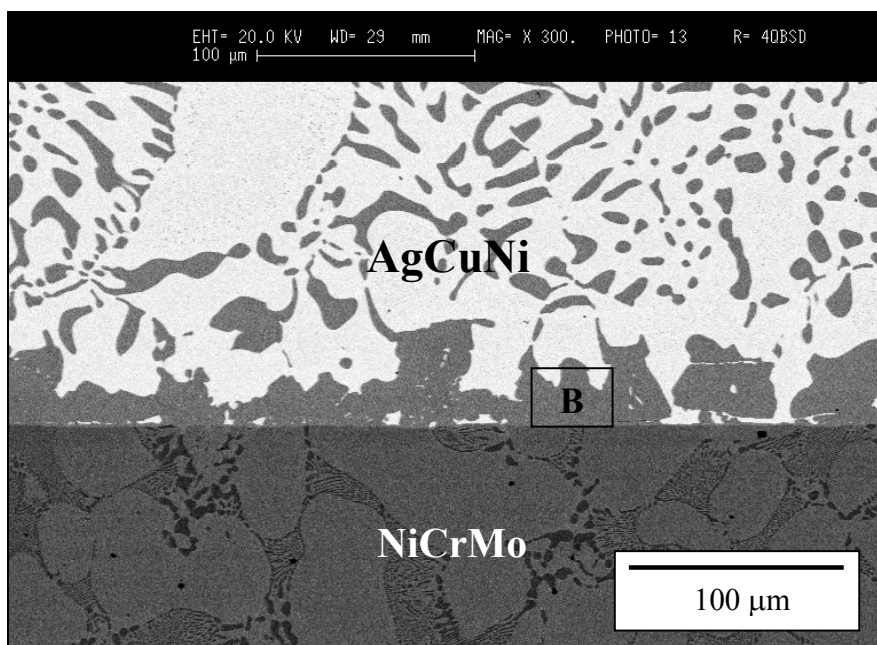 EHT= 20.0 KV WD= 29 mm MAG= X 300. PHOTO= 13 R= 4QBSD
100 µm
AgCuNi
B
NiCrMo
100 µm